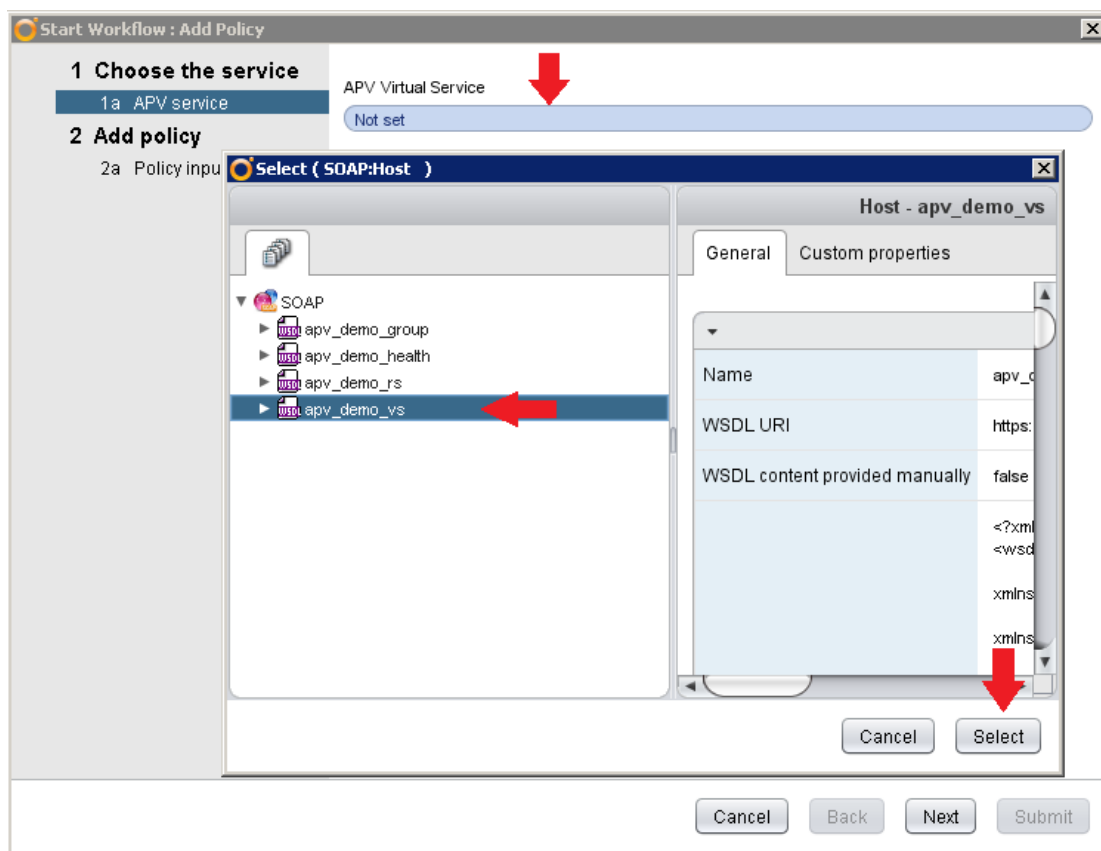 Start Workflow : Add Policy
1 Choose the service
1a APV service
2 Add policy
2a Policy inpu
APV Virtual Service
Not set
Select ( SOAP:Host )
Host - apv_demo_vs
General Custom properties
SOAP
apv_demo_group
apv_demo_health
apv_demo_rs
apv_demo_vs
Name apv_d
WSDL URI https:
WSDL content provided manually false
<?xml
<wsd
xmlns
xmlns
Cancel Select
Cancel Back Next Submit